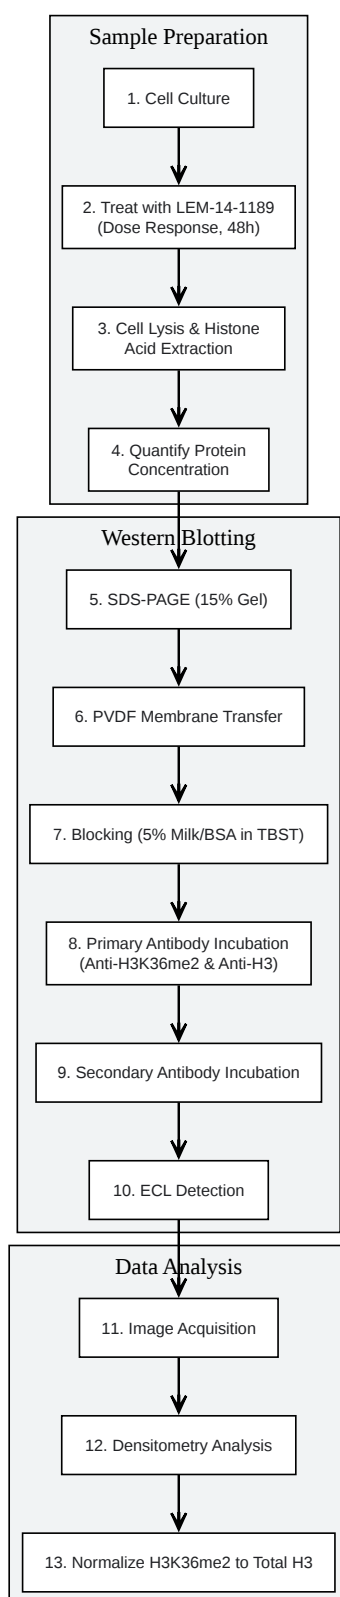 Sample Preparation
1. Cell Culture
2. Treat with LEM-14-1189
(Dose Response, 48h)
3. Cell Lysis & Histone
Acid Extraction
4. Quantify Protein
Concentration
Western Blotting
5. SDS-PAGE (15% Gel)
6. PVDF Membrane Transfer
7. Blocking (5% Milk/BSA in TBST)
8. Primary Antibody Incubation
(Anti-H3K36me2 & Anti-H3)
9. Secondary Antibody Incubation
10. ECL Detection
Data Analysis
11. Image Acquisition
12. Densitometry Analysis
13. Normalize H3K36me2 to Total H3